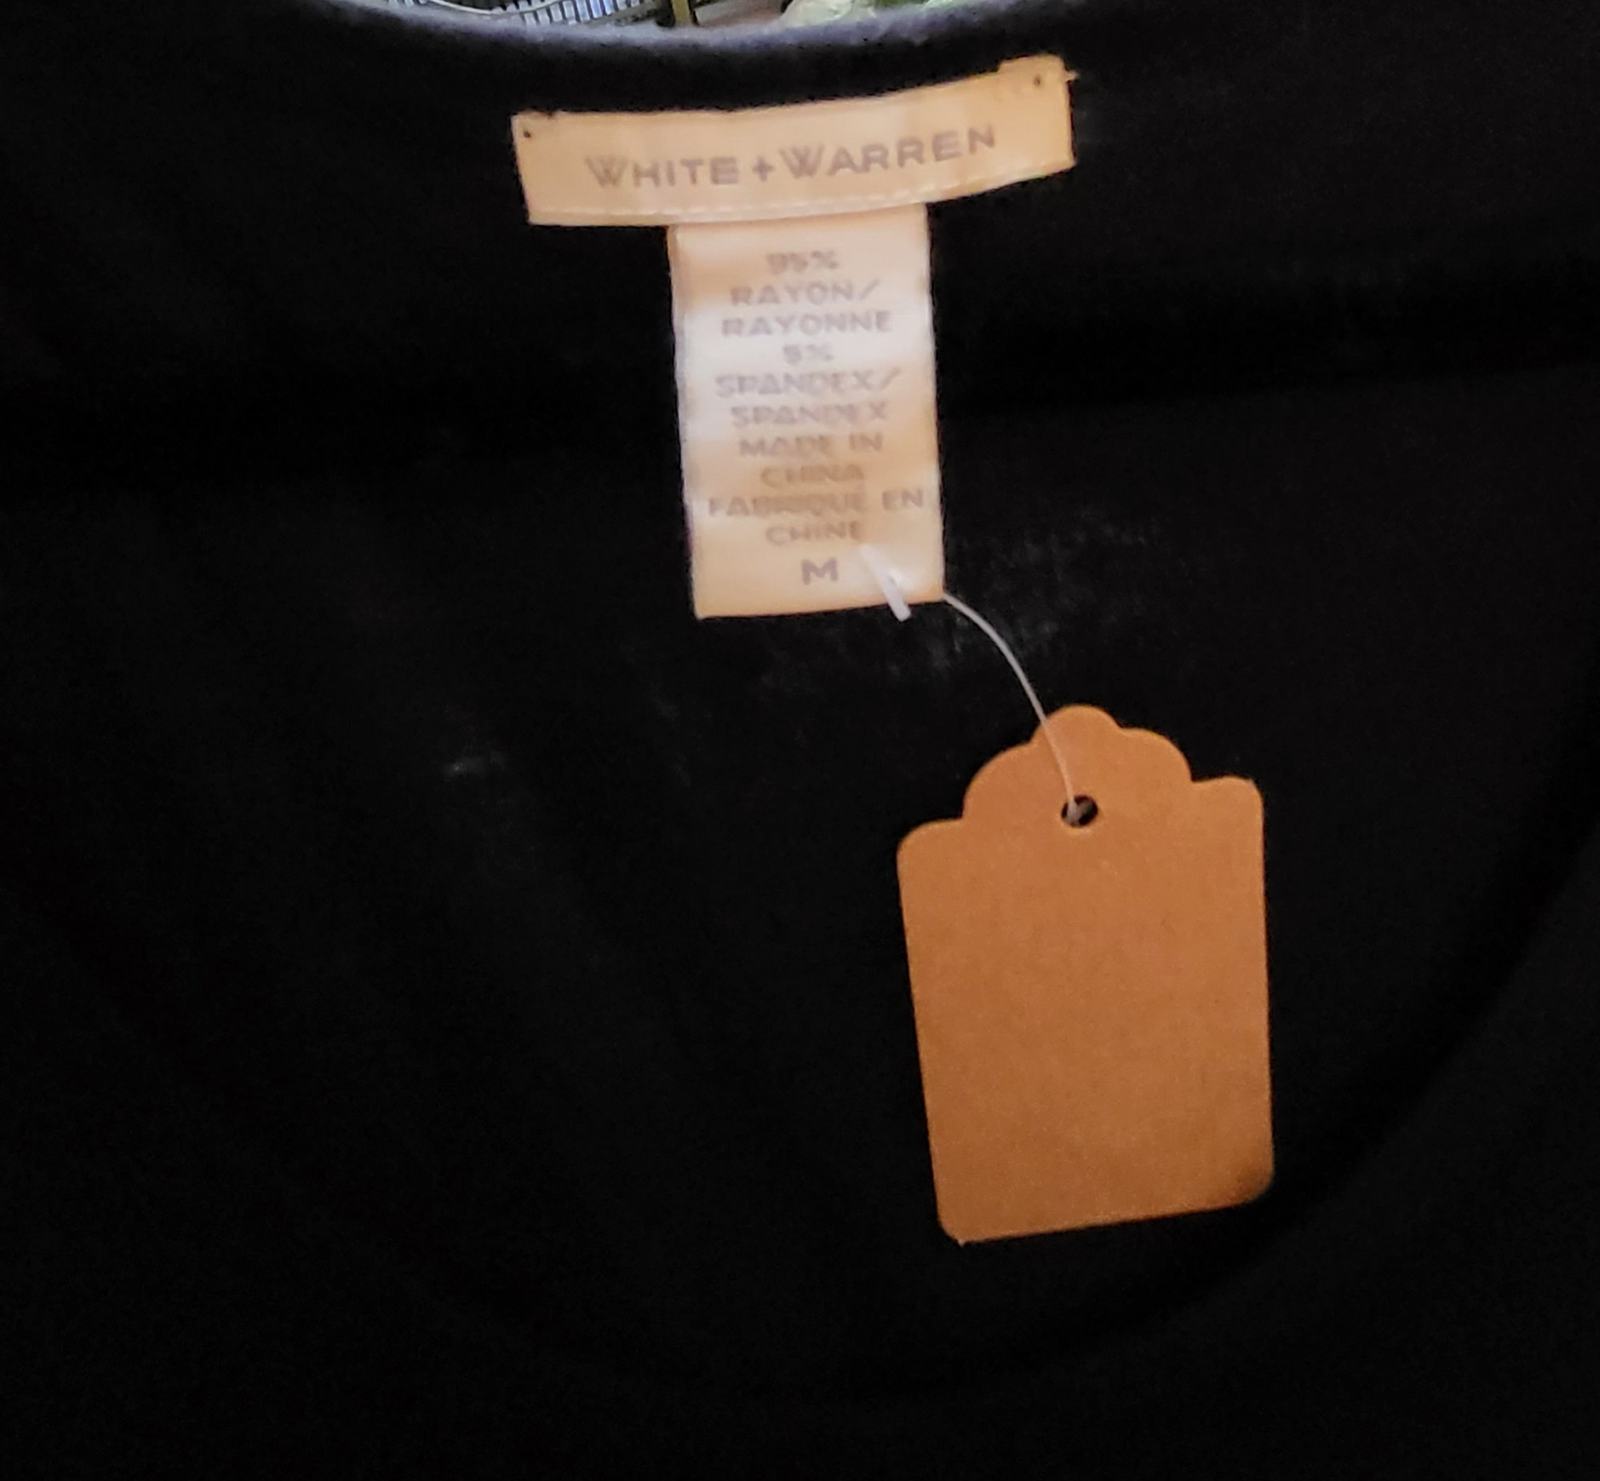 WHITE + WARREN
95%
RAYON/
RAYONNE
5%
SPANDEX/
SPANDEX
MADE IN
CHINA
FABRIQUE EN
CHINE
M